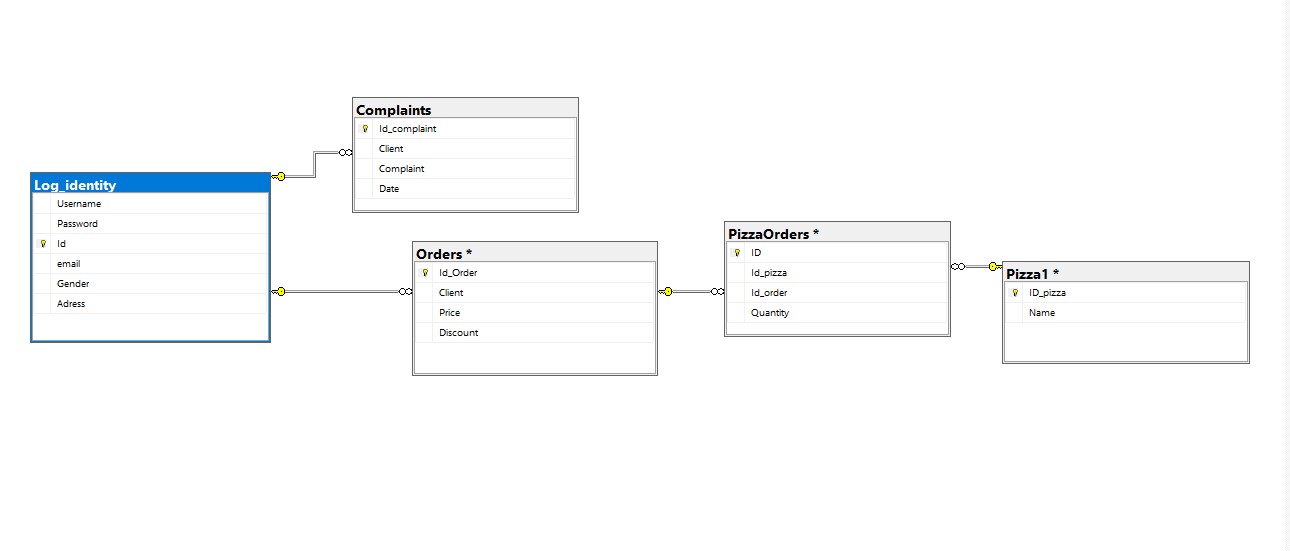 Complaints
Id_complaint
Client
Complaint
Date
Log_identity
Username
Password
Id
email
Gender
Adress
Orders *
Id_Order
Client
Price
Discount
PizzaOrders *
ID
Id_pizza
Id_order
Quantity
Pizza1 *
ID_pizza
Name